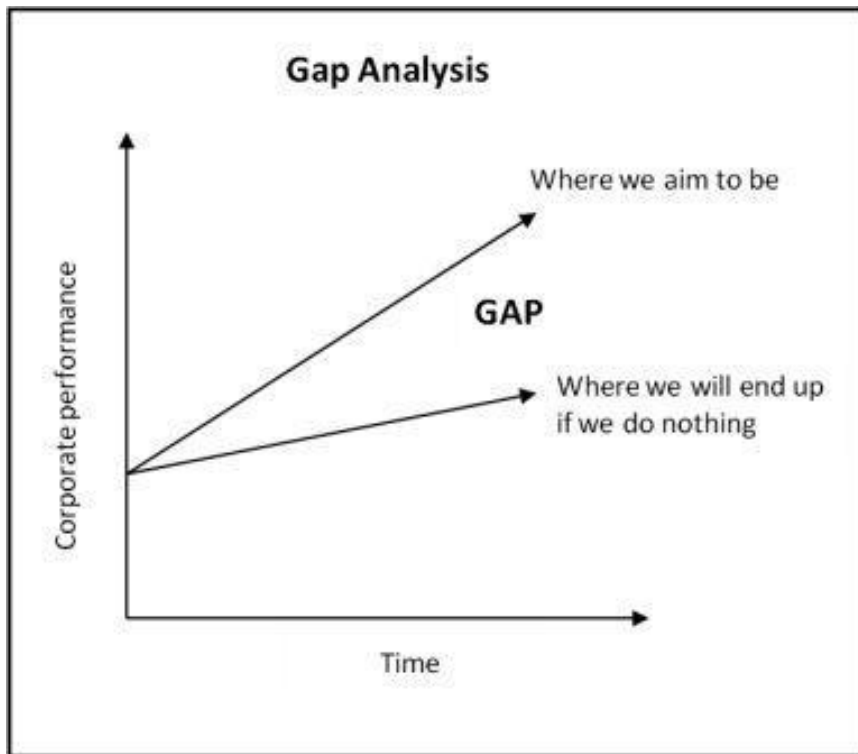 Gap Analysis
Where we aim to be
GAP
Where we will end up
if we do nothing
Corporate performance
Time